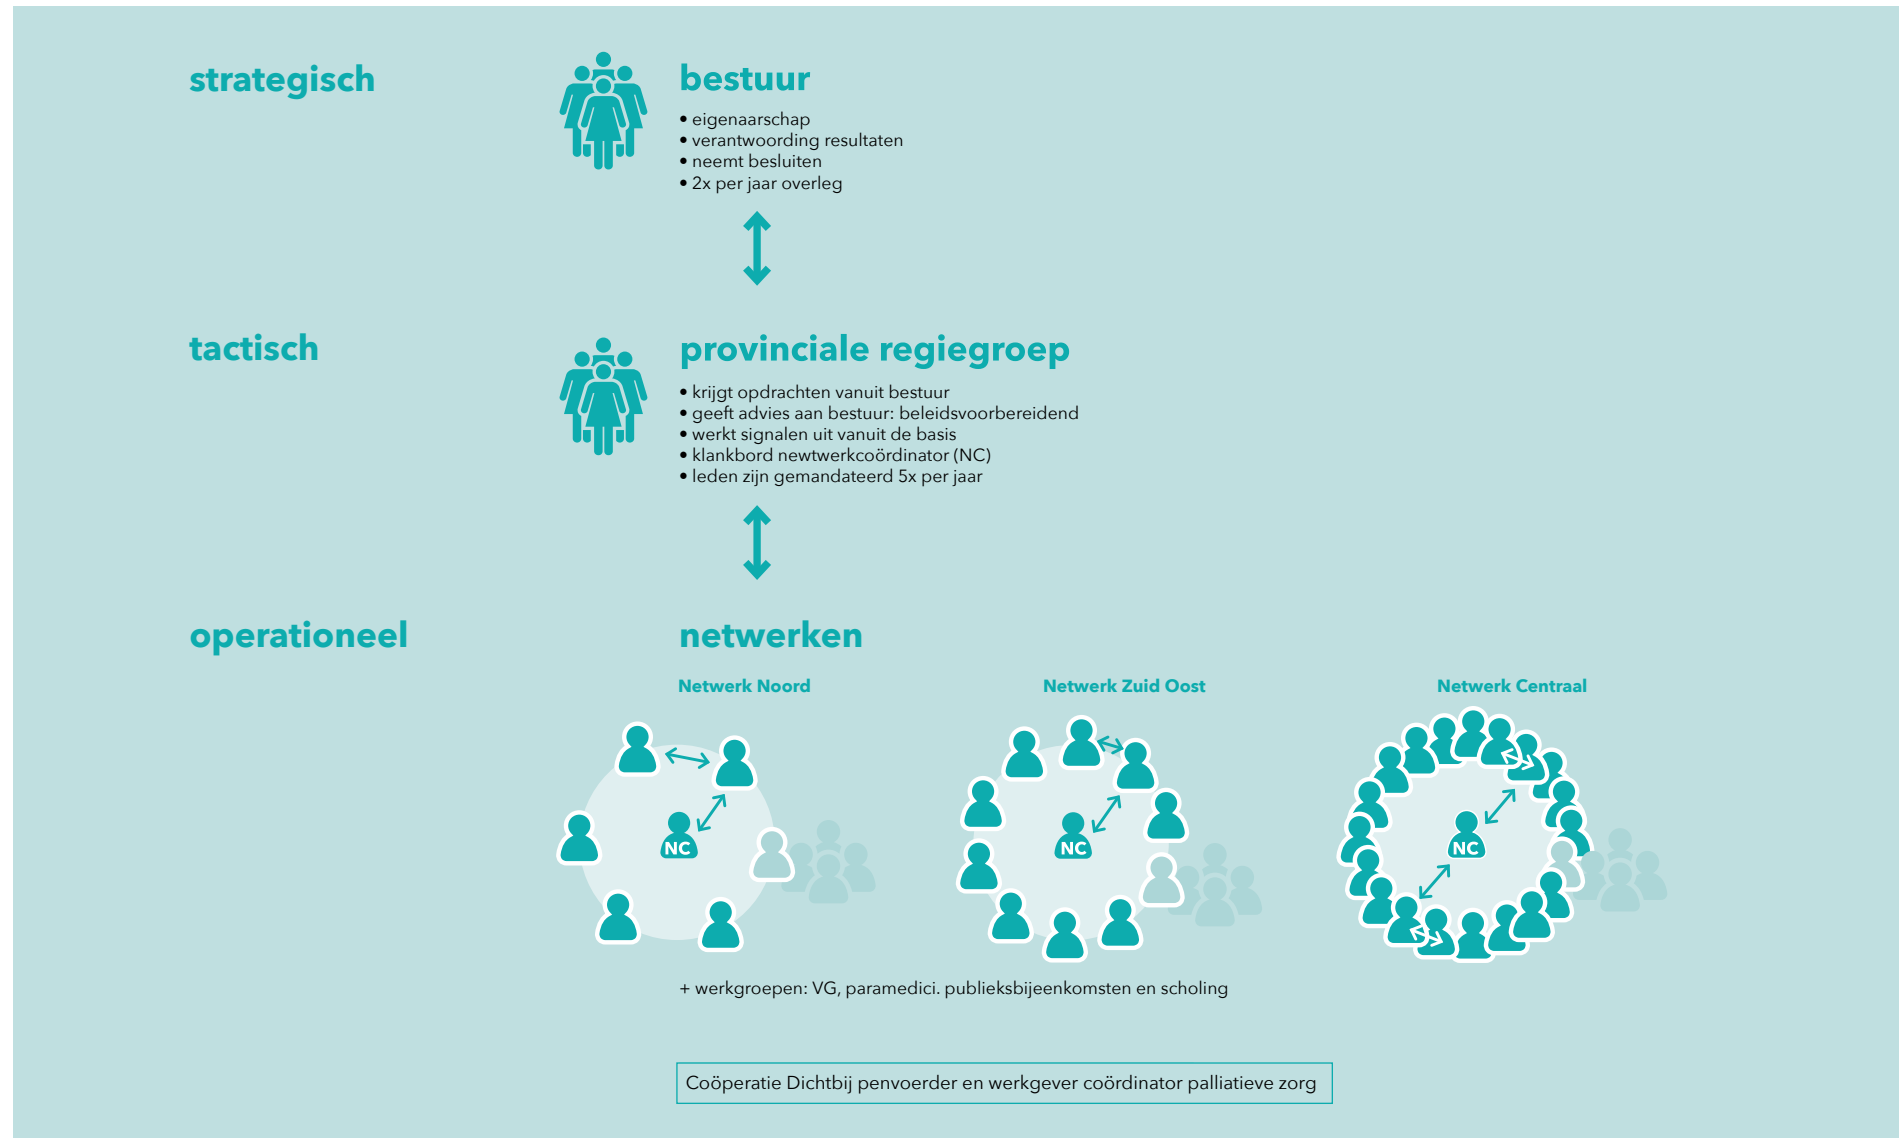 strategisch
bestuur
• eigenaarschap
• verantwoording resultaten
• neemt besluiten
• 2x per jaar overleg
tactisch
provinciale regiegroep
• krijgt opdrachten vanuit bestuur
• geeft advies aan bestuur: beleidsvoorbereidend
• werkt signalen uit vanuit de basis
• klankbord newtwerkcoördinator (NC)
• leden zijn gemandateerd 5x per jaar
operationeel
netwerken
Netwerk Noord
Netwerk Zuid Oost
Netwerk Centraal
NC
NC
NC
+ werkgroepen: VG, paramedici. publieksbijeenkomsten en scholing
Coöperatie Dichtbij penvoerder en werkgever coördinator palliatieve zorg